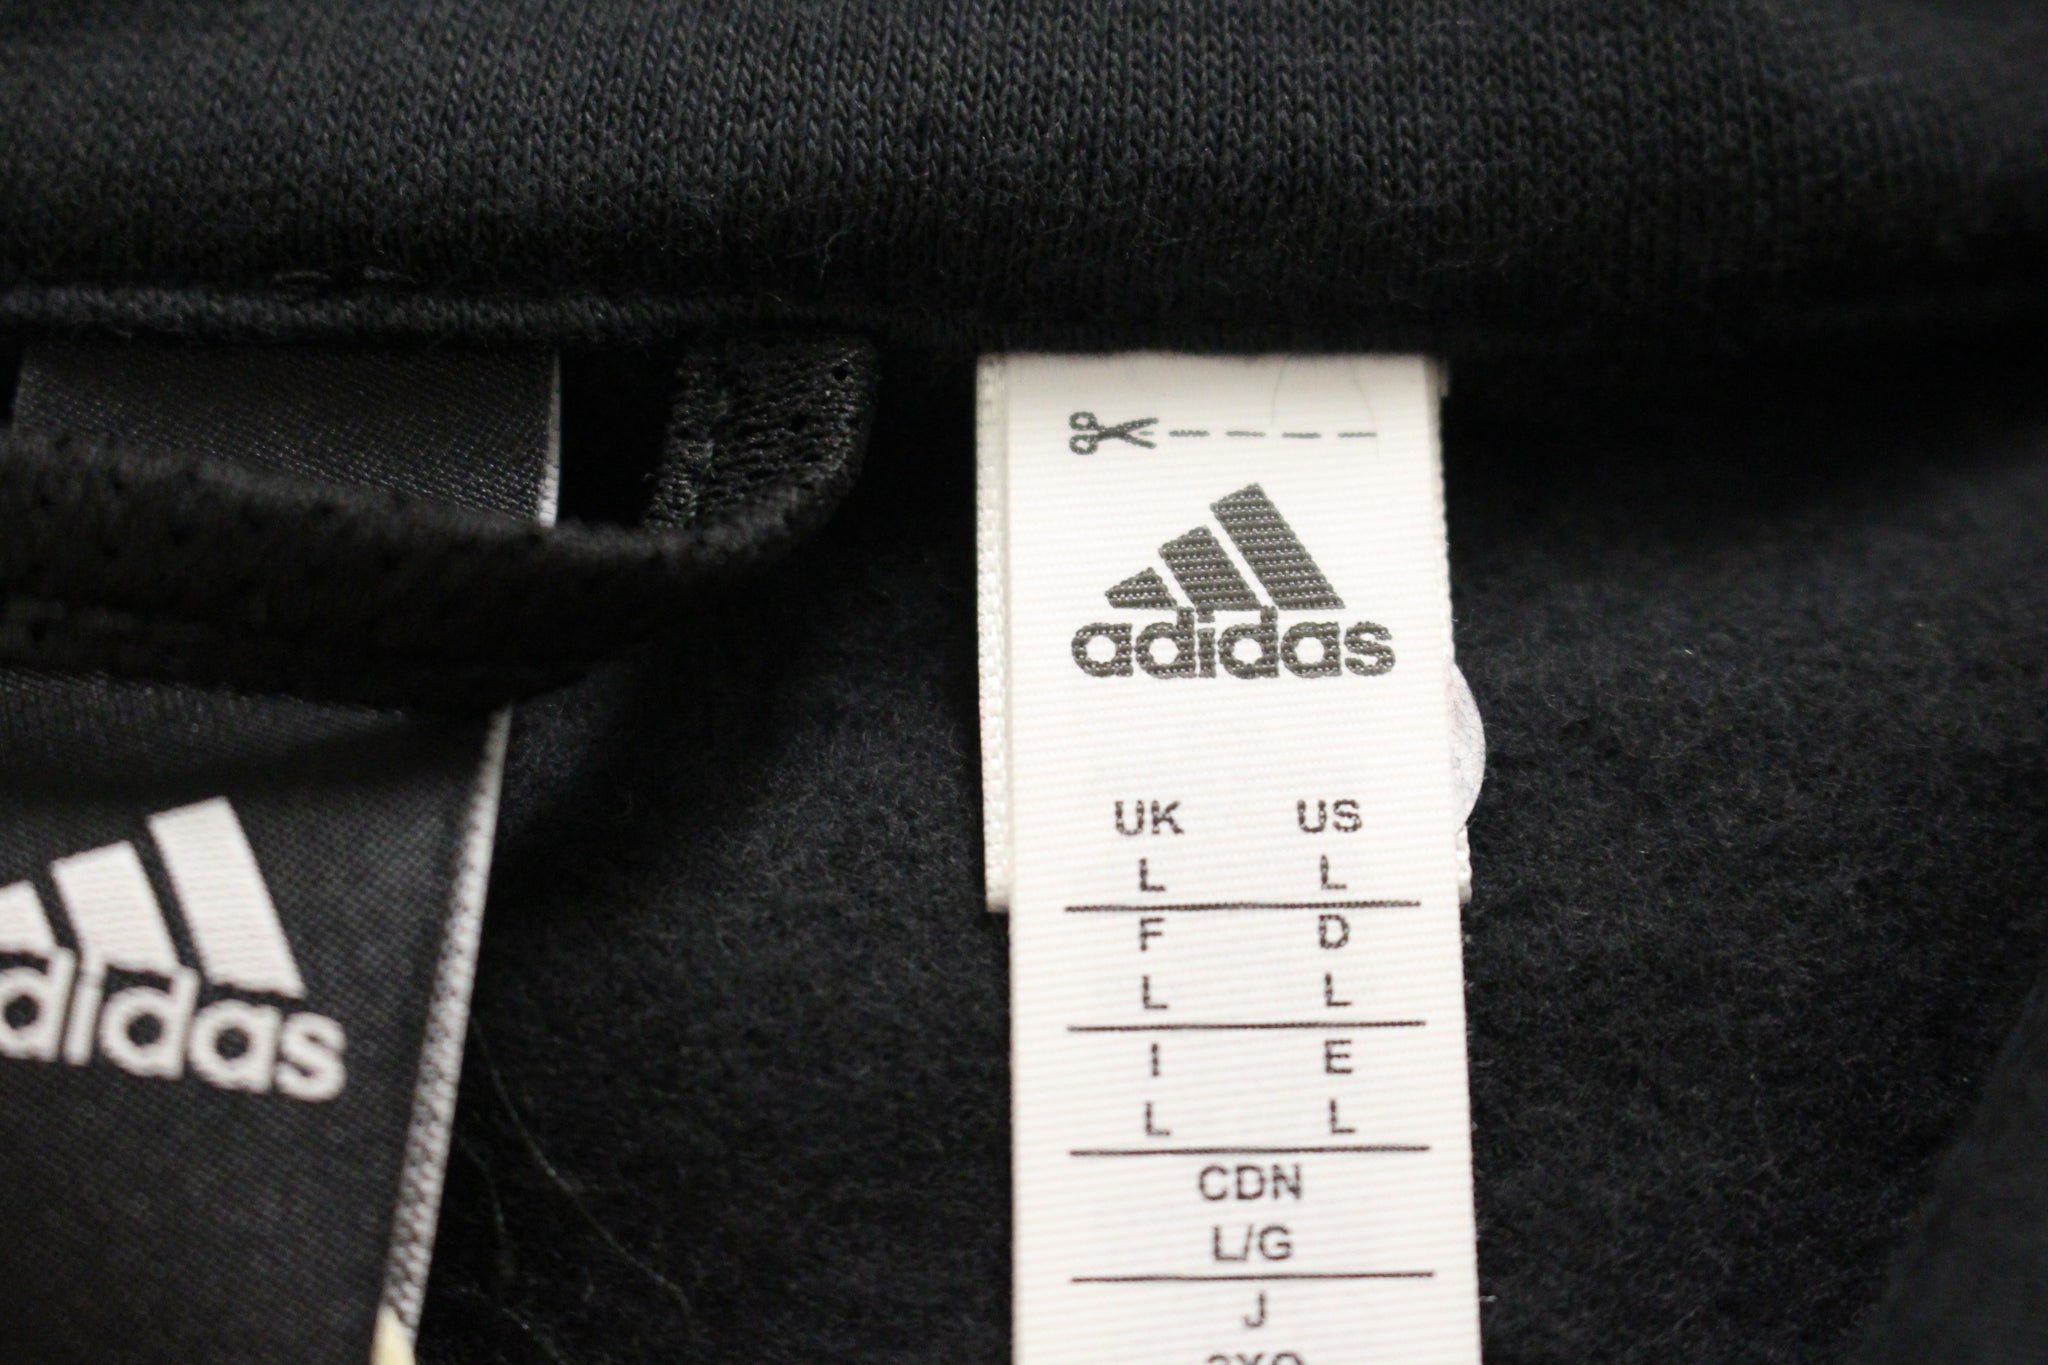 adidas
adidas
UK US
L L
F D
L L
I E
L L
CDN
L/G
J